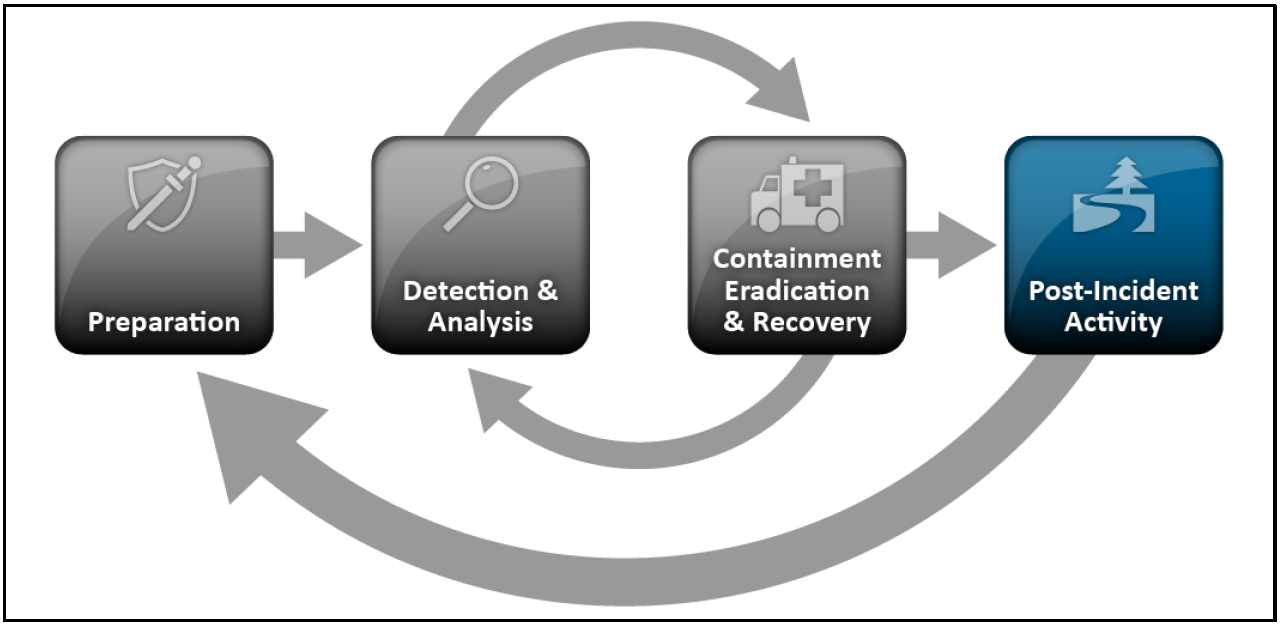 Preparation
Detection &
Analysis
Containment
Eradication
& Recovery
Post-Incident
Activity